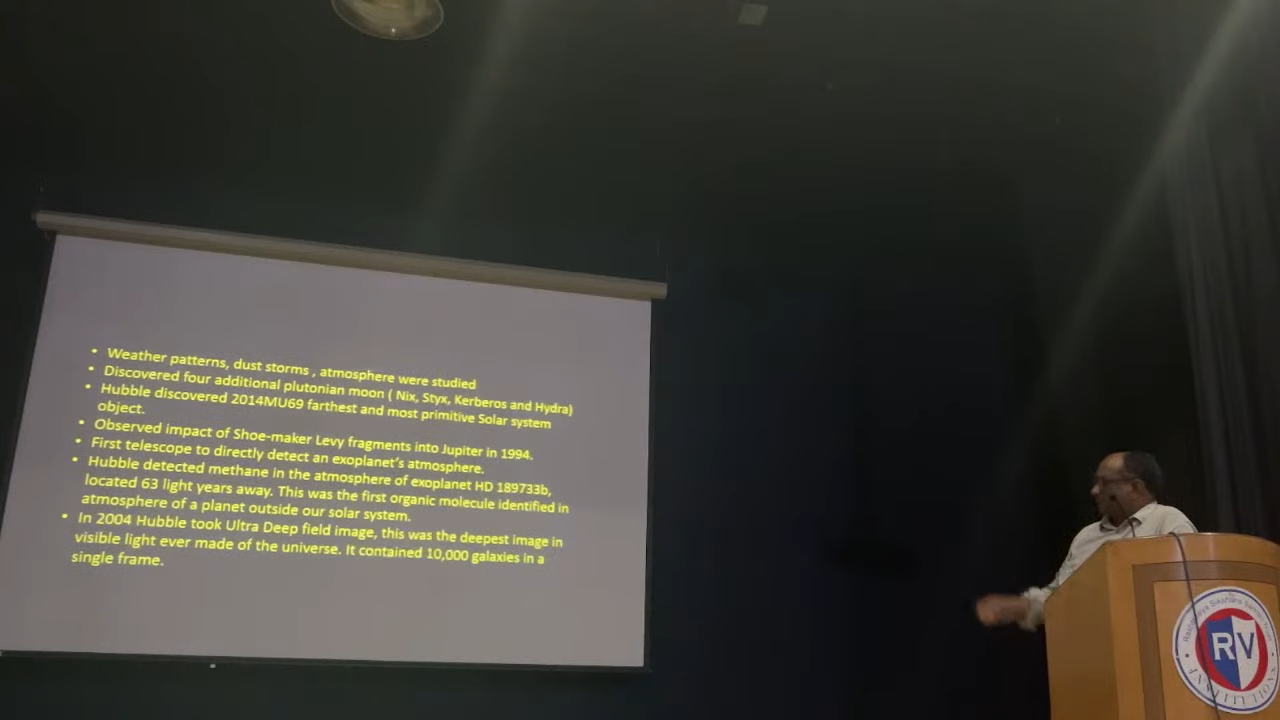 • Weather patterns, dust storms , atmosphere were studied
• Discovered four additional plutonian moon ( Nix, Styx, Kerberos and Hydra)
• Hubble discovered 2014MU69 farthest and most primitive Solar system
object.
• Observed impact of Shoe-maker Levy fragments into Jupiter in 1994.
• First telescope to directly detect an exoplanet's atmosphere.
• Hubble detected methane in the atmosphere of exoplanet HD 189733b,
located 63 light years away. This was the first organic molecule identified in
atmosphere of a planet outside our solar system.
• In 2004 Hubble took Ultra Deep field image, this was the deepest image in
visible light ever made of the universe. It contained 10,000 galaxies in a
single frame.
RV